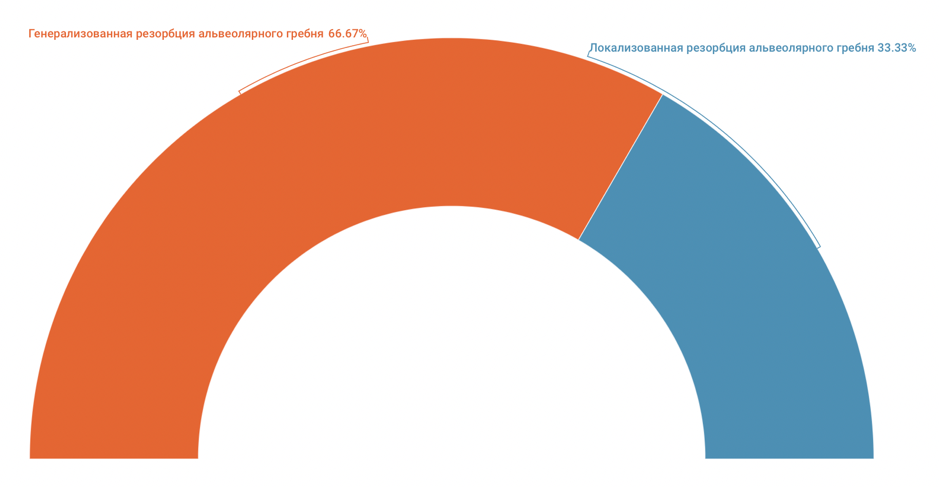 Генерализованная резорбция альвеолярного гребня 66.67%
Локализованная резорбция альвеолярного гребня 33.33%